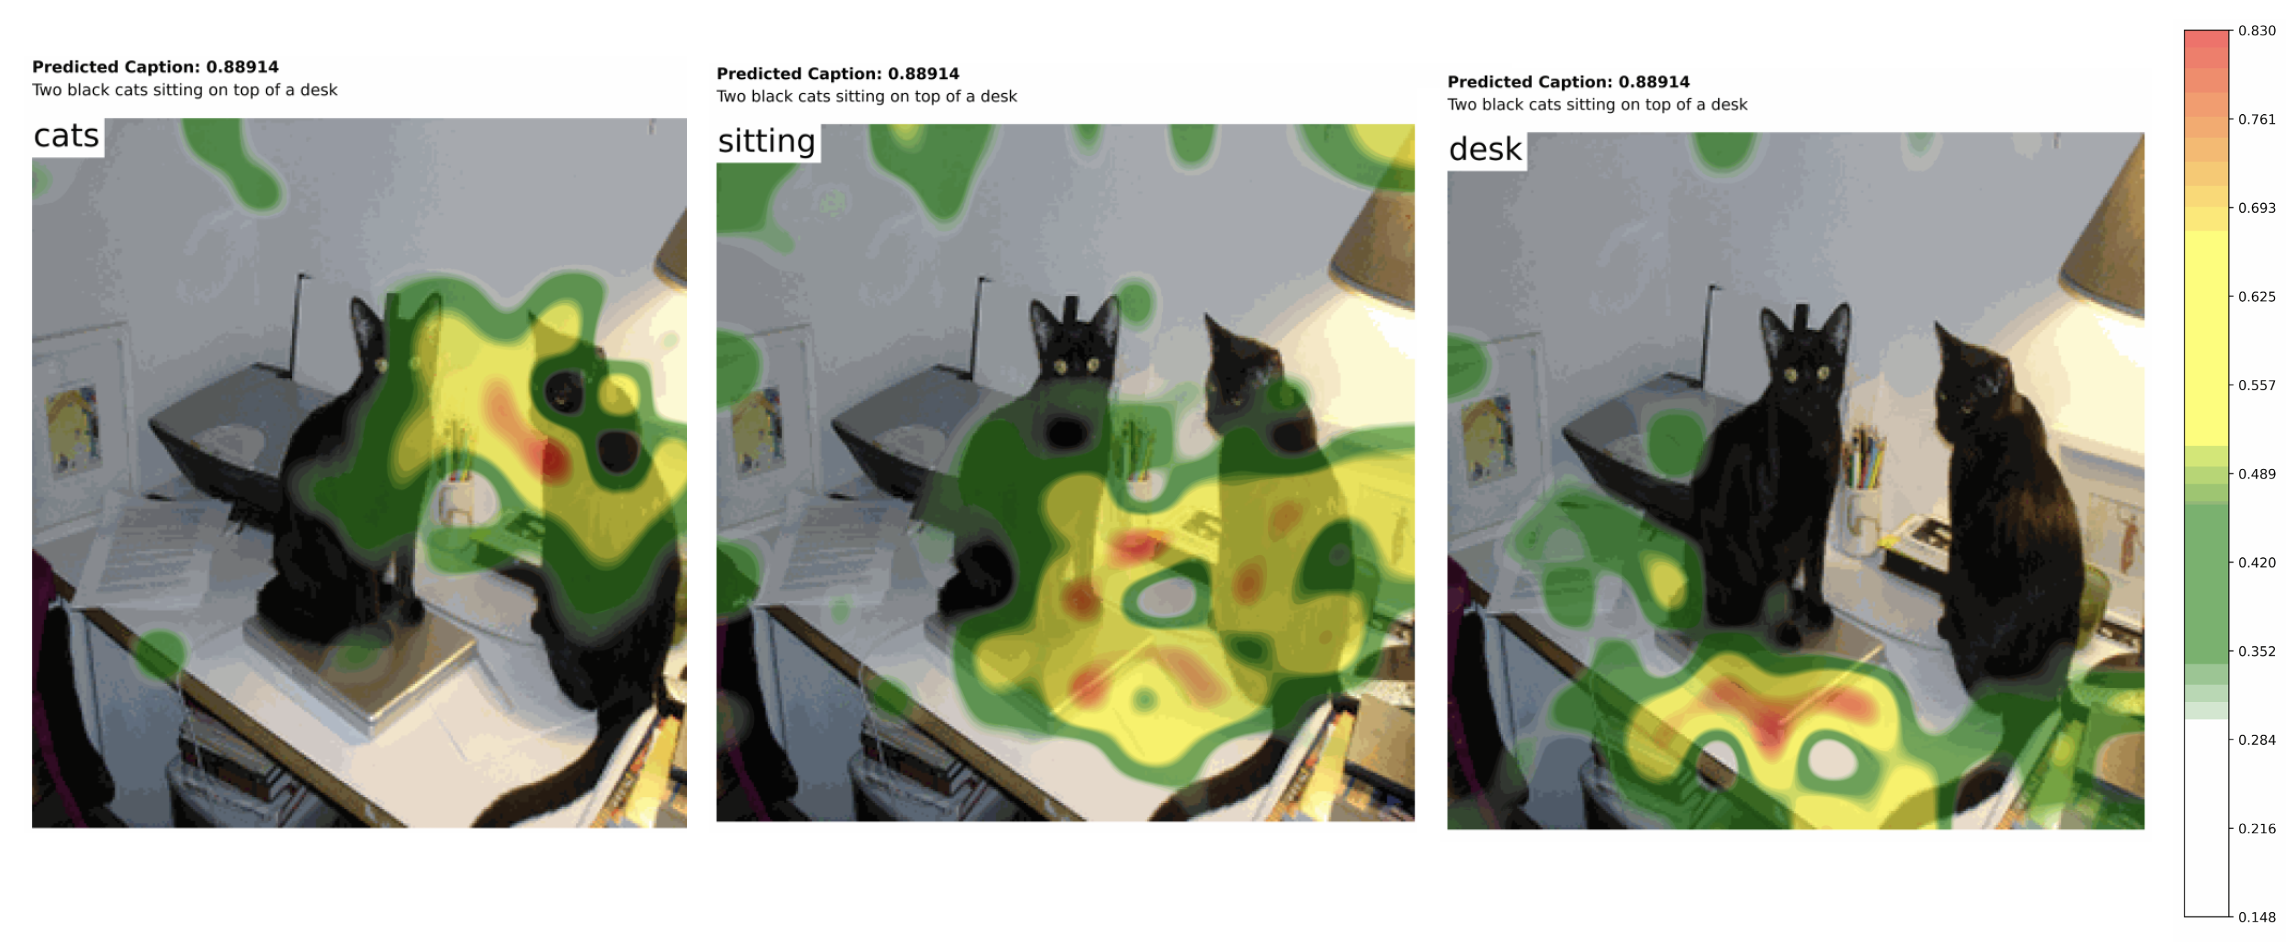 Predicted Caption: 0.88914
Two black cats sitting on top of a desk
cats
Predicted Caption: 0.88914
Two black cats sitting on top of a desk
sitting
Predicted Caption: 0.88914
Two black cats sitting on top of a desk
desk
0.830
0.761
0.693
0.625
0.557
0.489
0.420
0.352
0.284
0.216
0.148